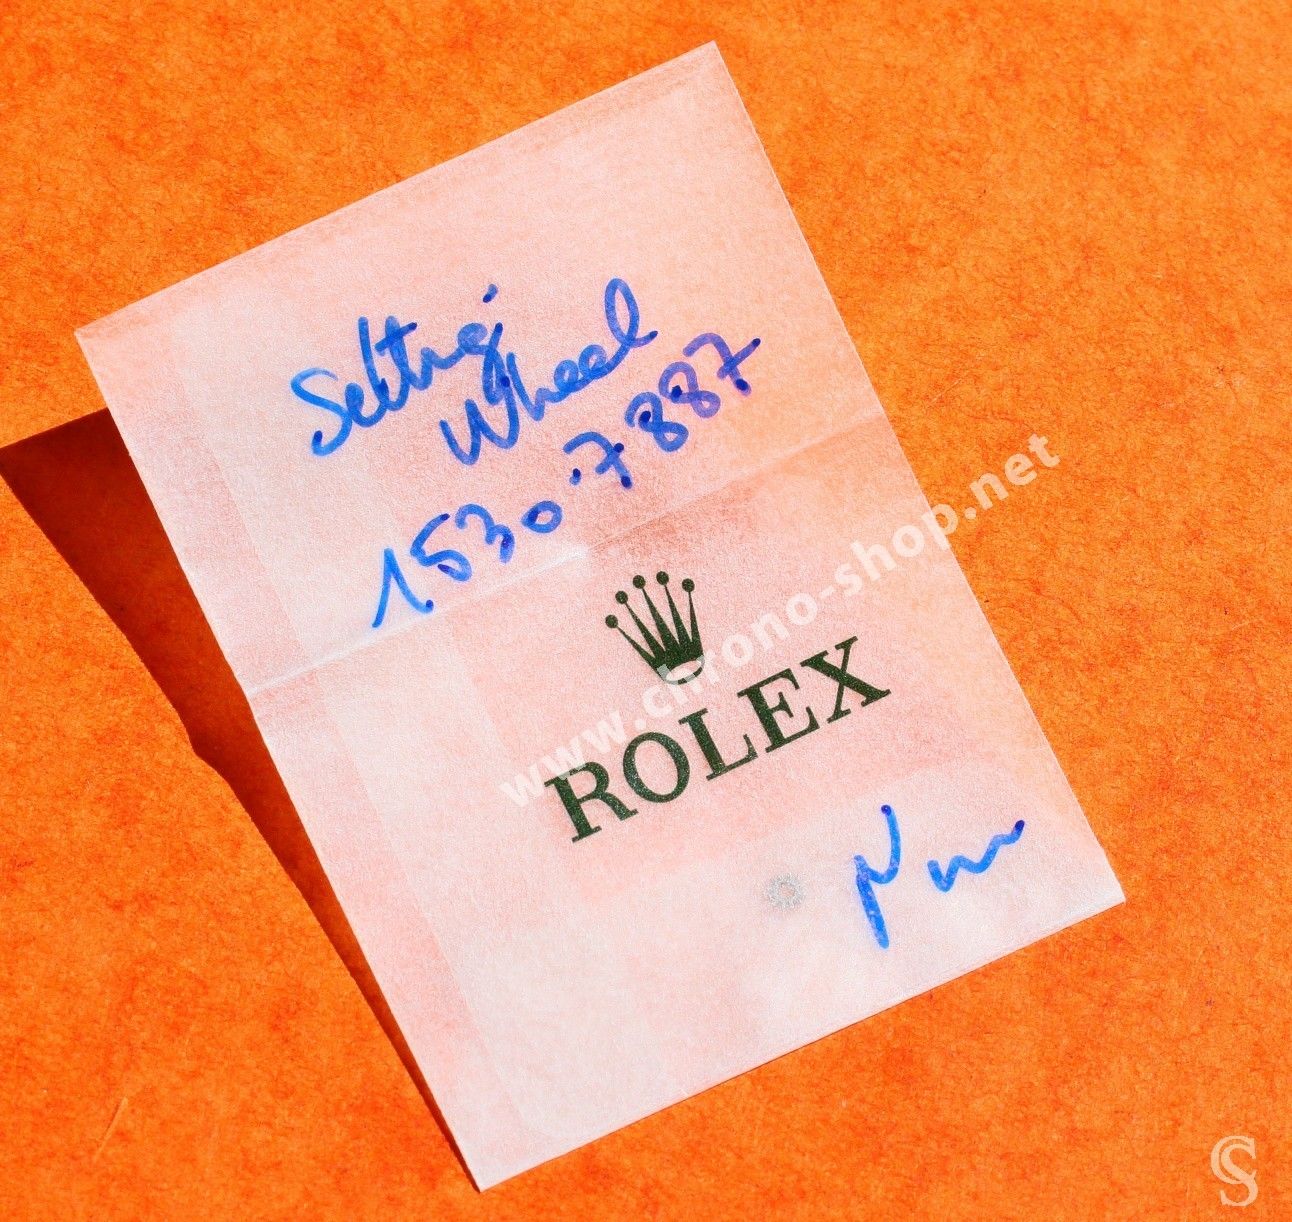 Setting
Wheel
1530·7887
ROLEX
www.chrono-shop.net